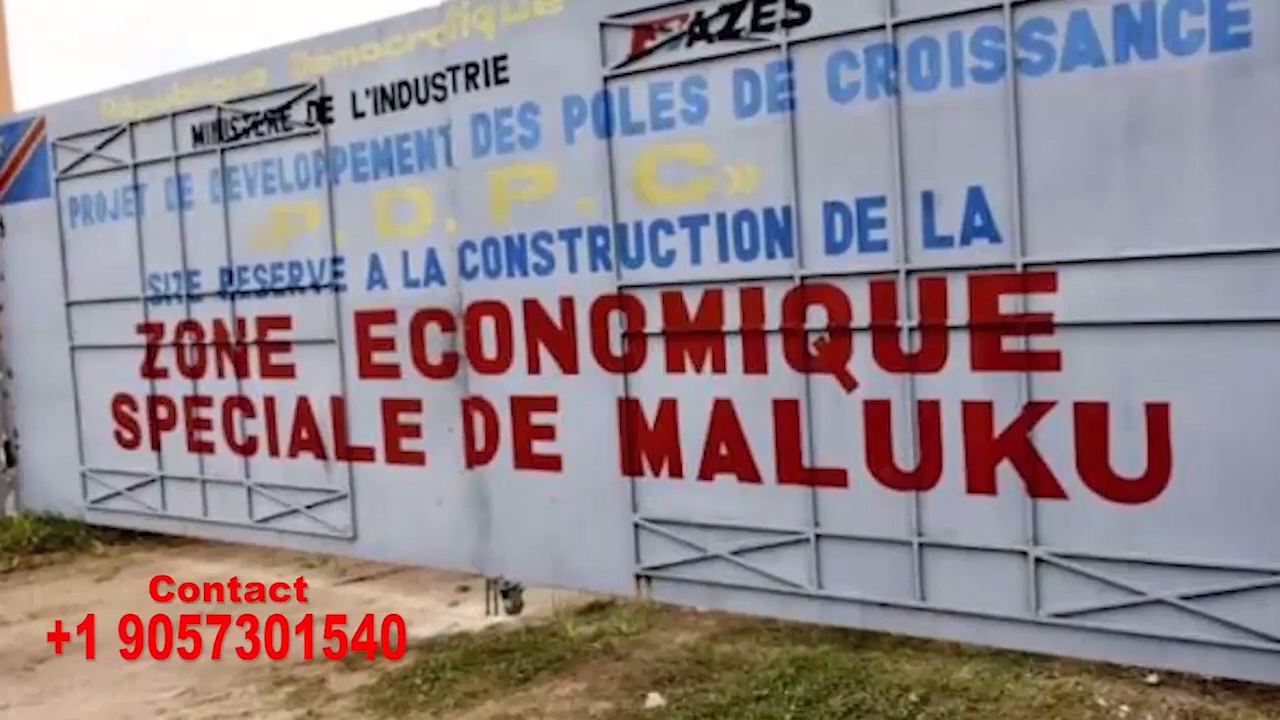 République Démocratique
AZES
MINISTERE DE L'INDUSTRIE
PROJET DE DEVELOPPEMENT DES POLES DE CROISSANCE
P.D.P.C»
SITE RESERVE A LA CONSTRUCTION DE LA
ZONE ECONOMIQUE
SPECIALE DE MALUKU
Contact
+1 9057301540